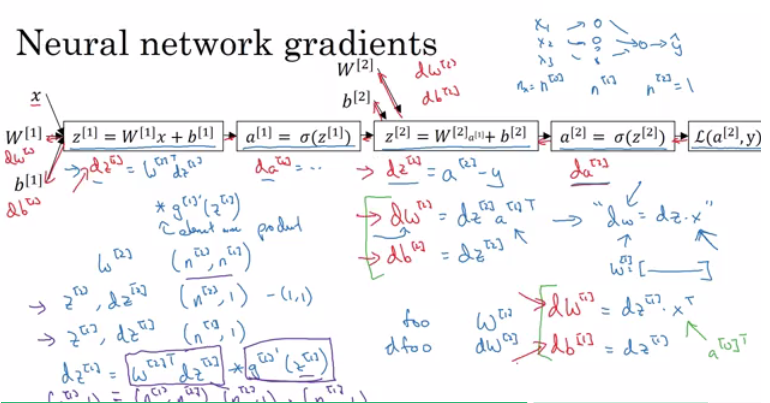 Neural network gradients
x₁
x₂
x₃
ŷ
nₓ = n^[0] n^[1] n^[2] = 1
W^[2] dW^[2]
b^[2] db^[2]
x
W^[1] z^[1] = W^[1]x + b^[1] a^[1] = σ(z^[1]) z^[2] = W^[2]a^[1] + b^[2] a^[2] = σ(z^[2]) ℒ(a^[2], y)
dW^[1]
b^[1]
db^[1]
dz^[1] = W^[2]T dz^[2] da^[1] = .. dz^[2] = a^[2] - y da^[2]
* g^[1]'(z^[1])
element wise product
dW^[2] = dz^[2] a^[1]T → "dw = dz · x"
db^[2] = dz^[2]
W^[2] (n^[2], n^[1])
z^[2], dz^[2] (n^[2], 1) - (1,1)
z^[1], dz^[1] (n^[1], 1)
foo W^[1] dW^[1] = dz^[1] · x^T
dfoo dW^[1] db^[1] = dz^[1]
a^[0]T
dz^[1] = W^[2]T dz^[2] * g^[1]'(z^[1])